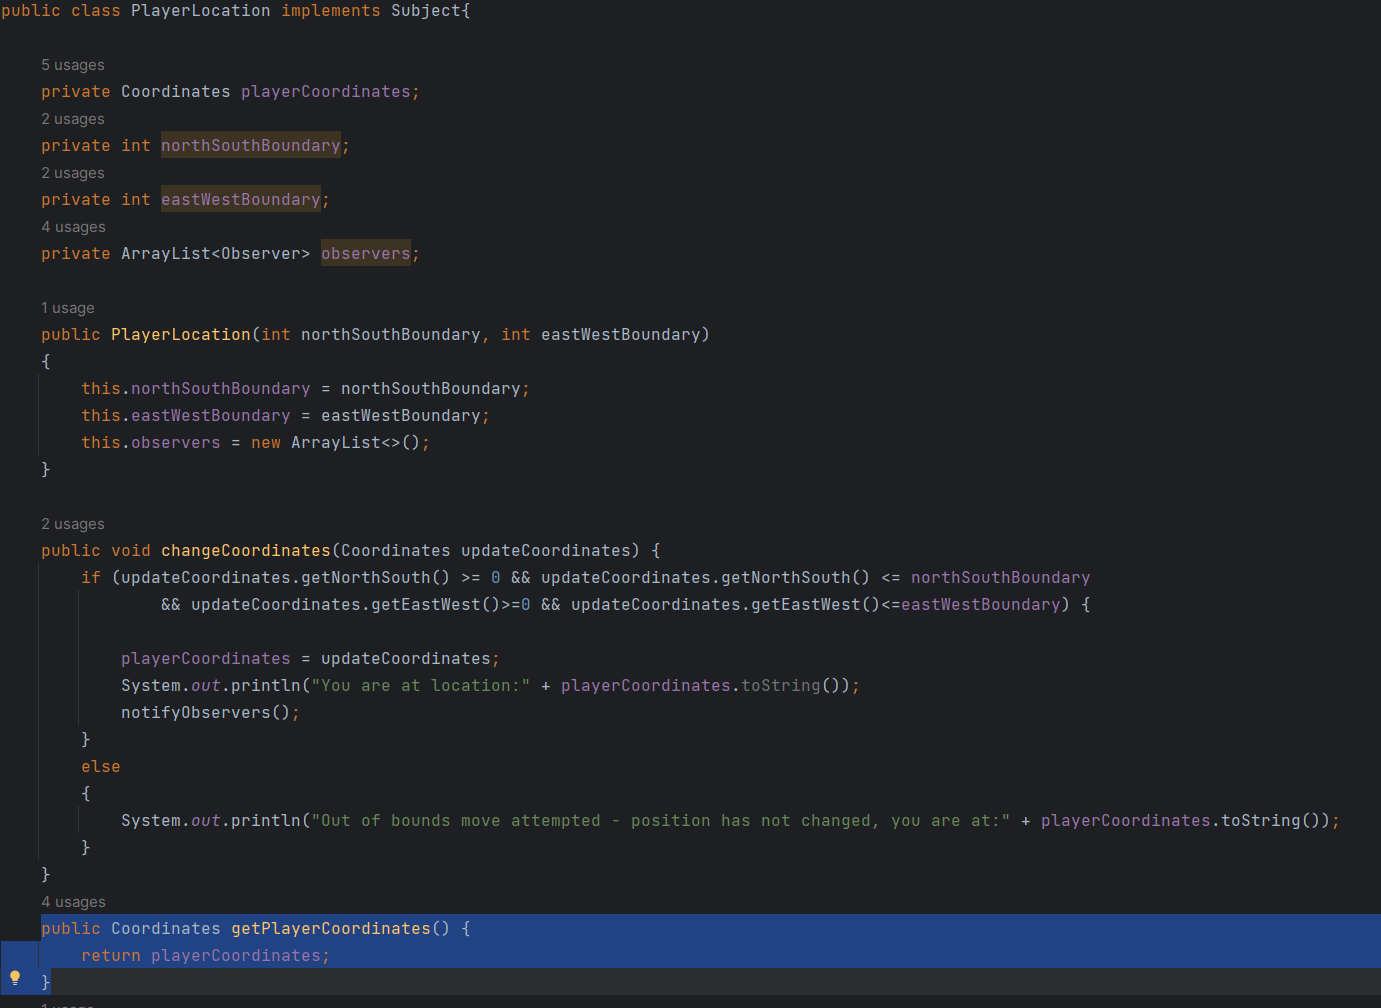 public class PlayerLocation implements Subject{
5 usages
private Coordinates playerCoordinates;
2 usages
private int northSouthBoundary;
2 usages
private int eastWestBoundary;
4 usages
private ArrayList<Observer> observers;
1 usage
public PlayerLocation(int northSouthBoundary, int eastWestBoundary)
{
this.northSouthBoundary = northSouthBoundary;
this.eastWestBoundary = eastWestBoundary;
this.observers = new ArrayList<>();
}
2 usages
public void changeCoordinates(Coordinates updateCoordinates) {
if (updateCoordinates.getNorthSouth() >= 0 && updateCoordinates.getNorthSouth() <= northSouthBoundary
&& updateCoordinates.getEastWest()>=0 && updateCoordinates.getEastWest()<=eastWestBoundary) {
playerCoordinates = updateCoordinates;
System.out.println("You are at location:" + playerCoordinates.toString());
notifyObservers();
}
else
{
System.out.println("Out of bounds move attempted - position has not changed, you are at:" + playerCoordinates.toString());
}
}
4 usages
public Coordinates getPlayerCoordinates() {
return playerCoordinates;
}
1 usage